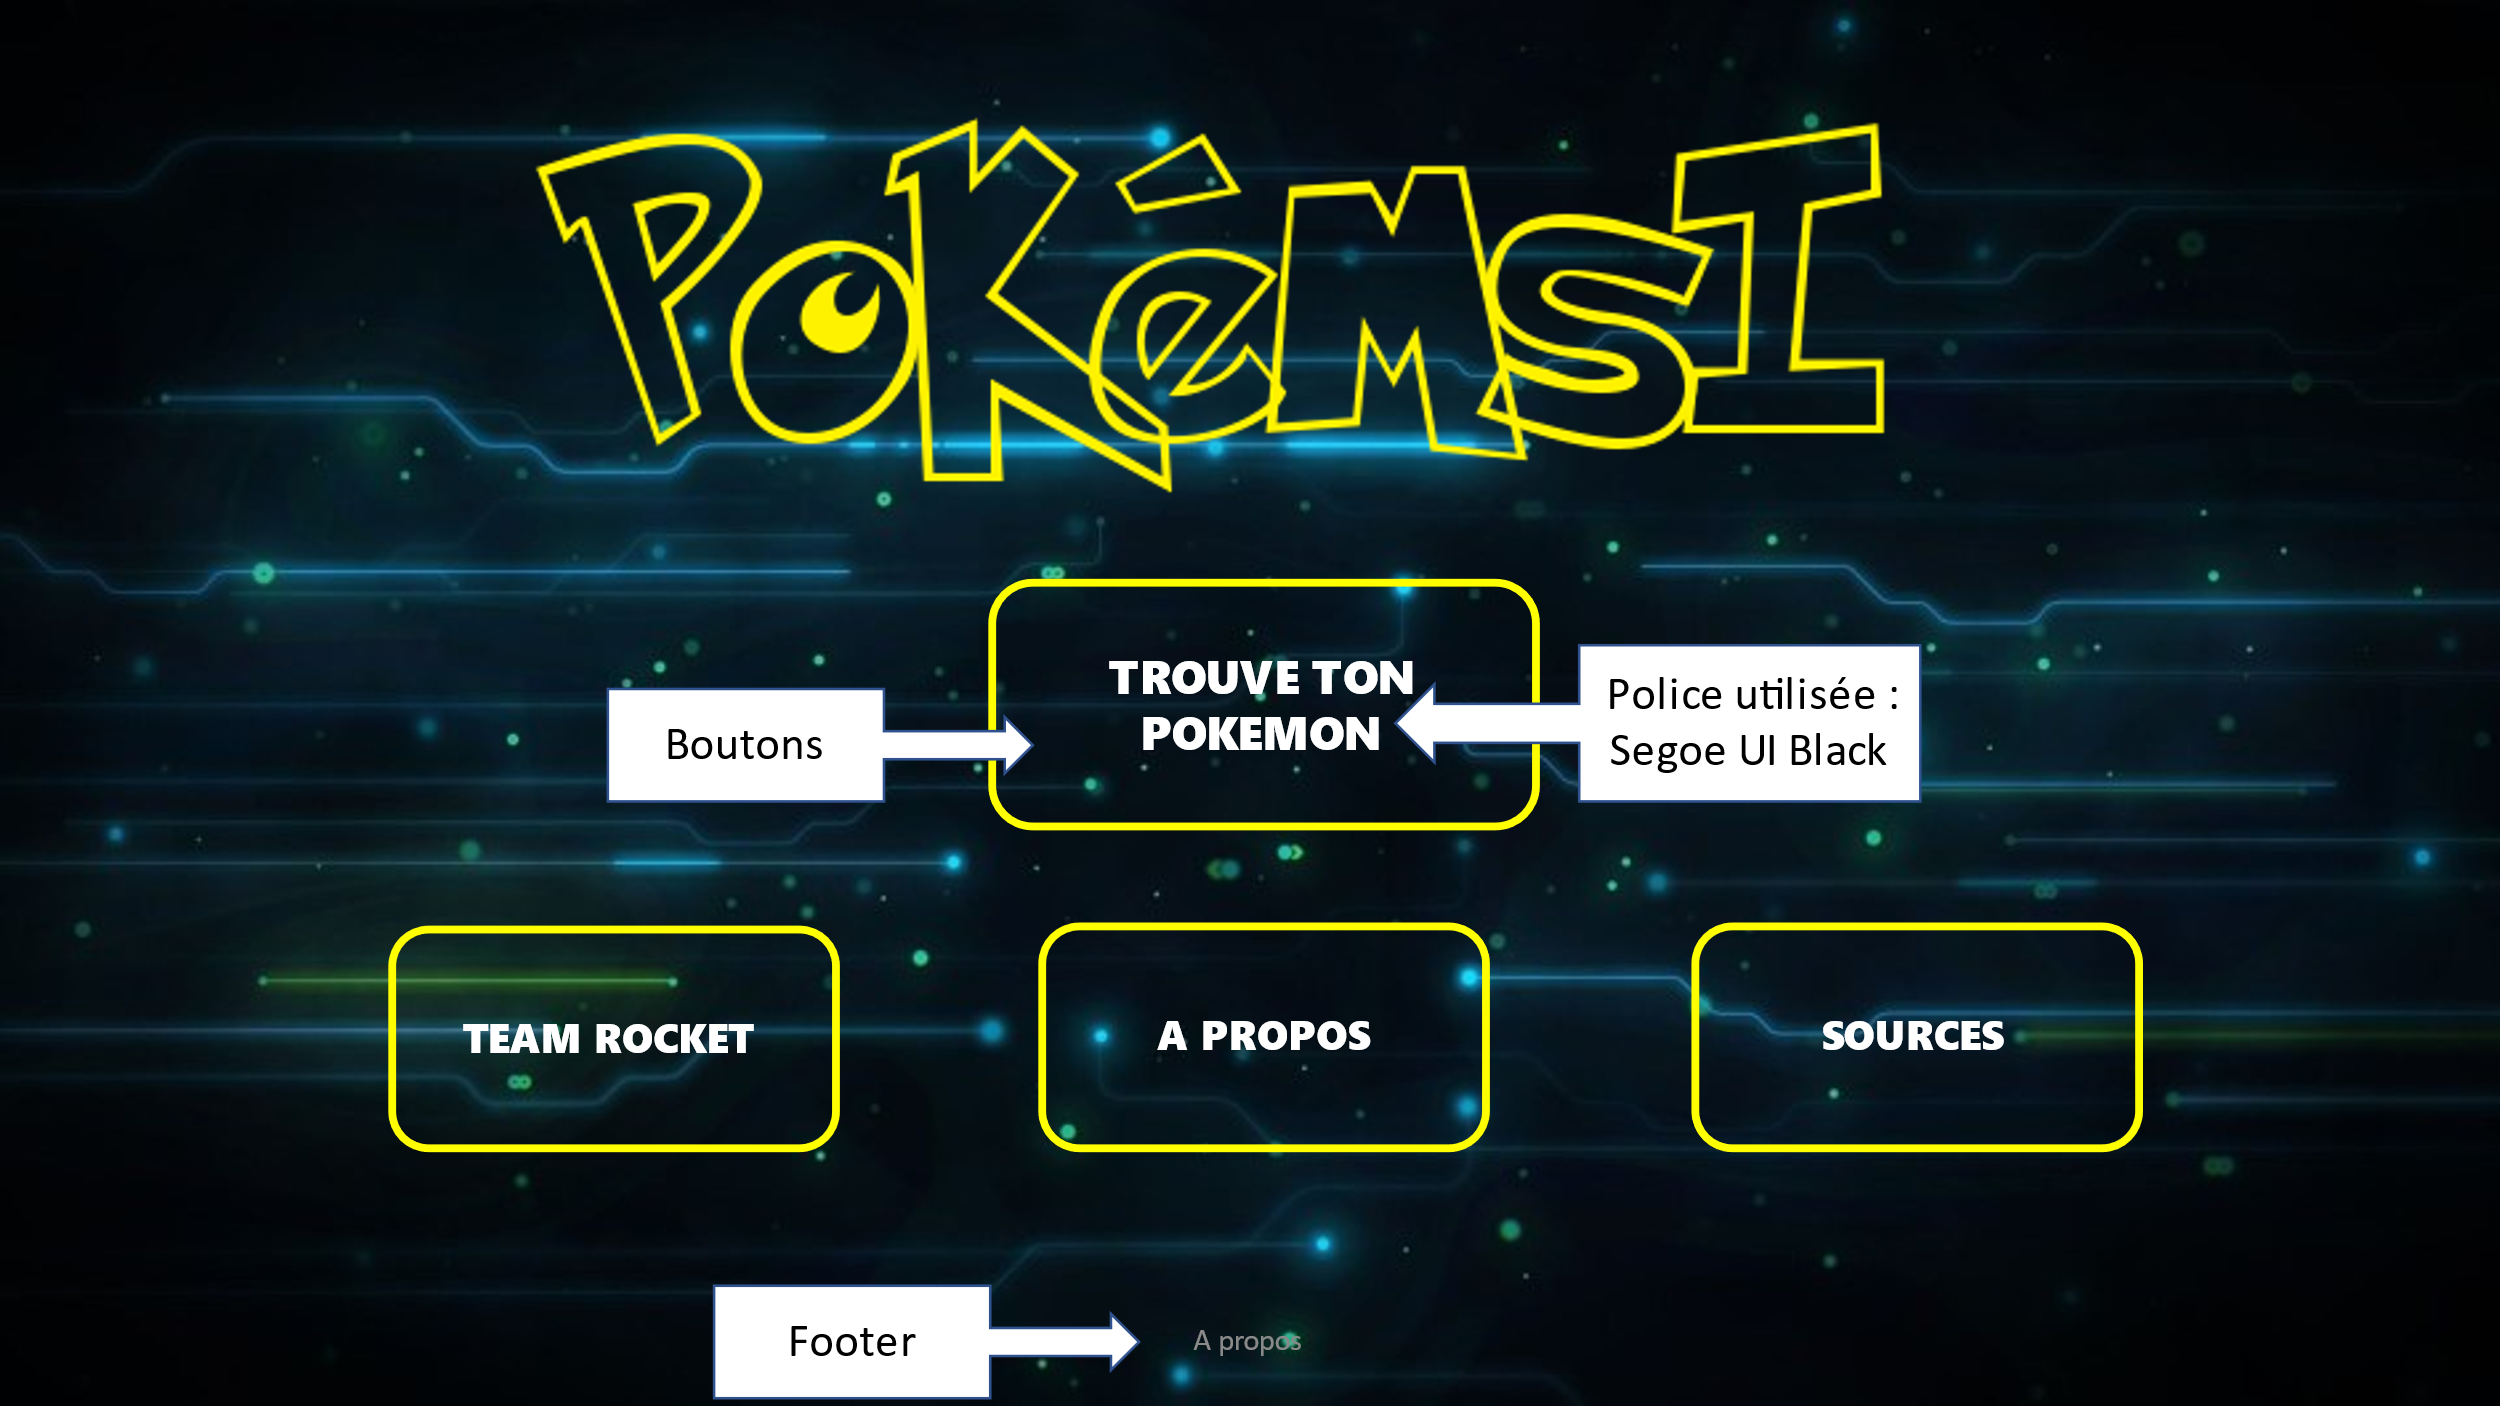 PoKémSI
TROUVE TON
POKEMON
Boutons
Police utilisée :
Segoe UI Black
TEAM ROCKET
A PROPOS
SOURCES
Footer
A propos